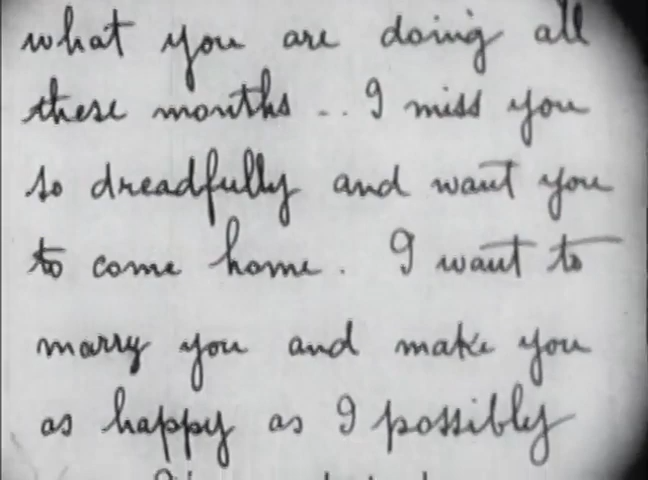 what you are doing all
these months .. I miss you
so dreadfully and want you
to come home. I want to
marry you and make you
as happy as I possibly